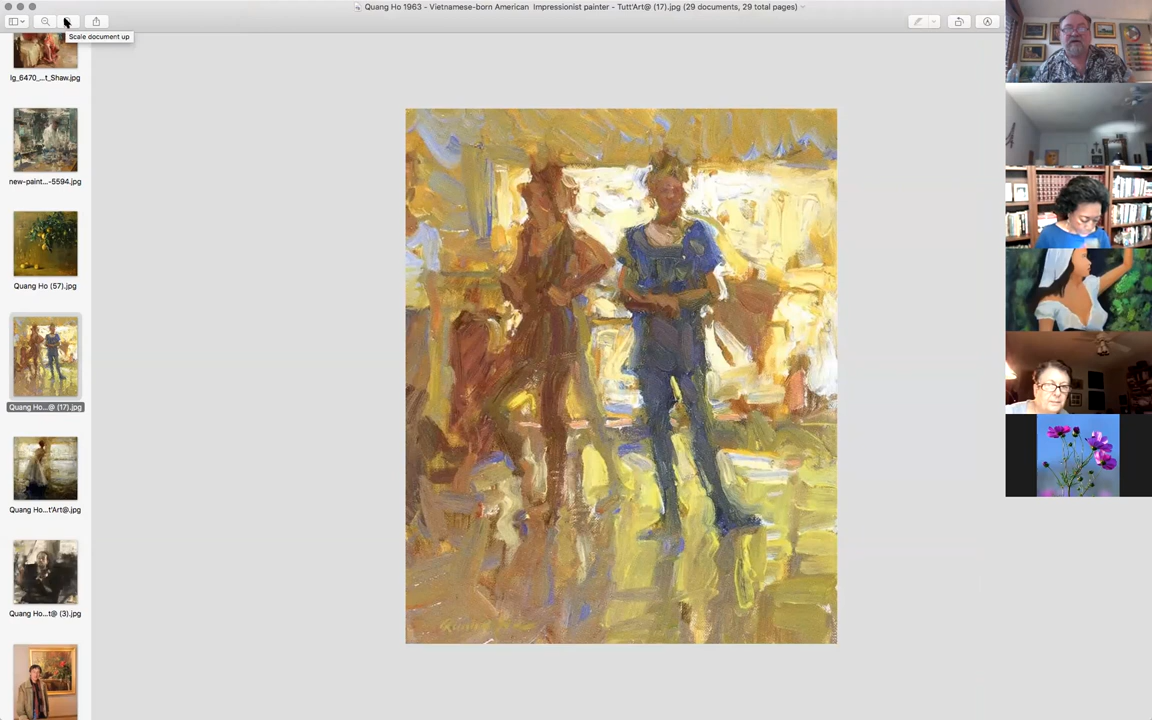 Quang Ho 1963 - Vietnamese-born American  Impressionist painter - Tutt'Art@ (17).jpg (29 documents, 29 total pages)
Scale document up
lg_6470_...t_Shaw.jpg
new-paint...-5594.jpg
Quang Ho (57).jpg
Quang Ho...@ (17).jpg
Quang Ho...t'Art@.jpg
Quang Ho...t@ (3).jpg